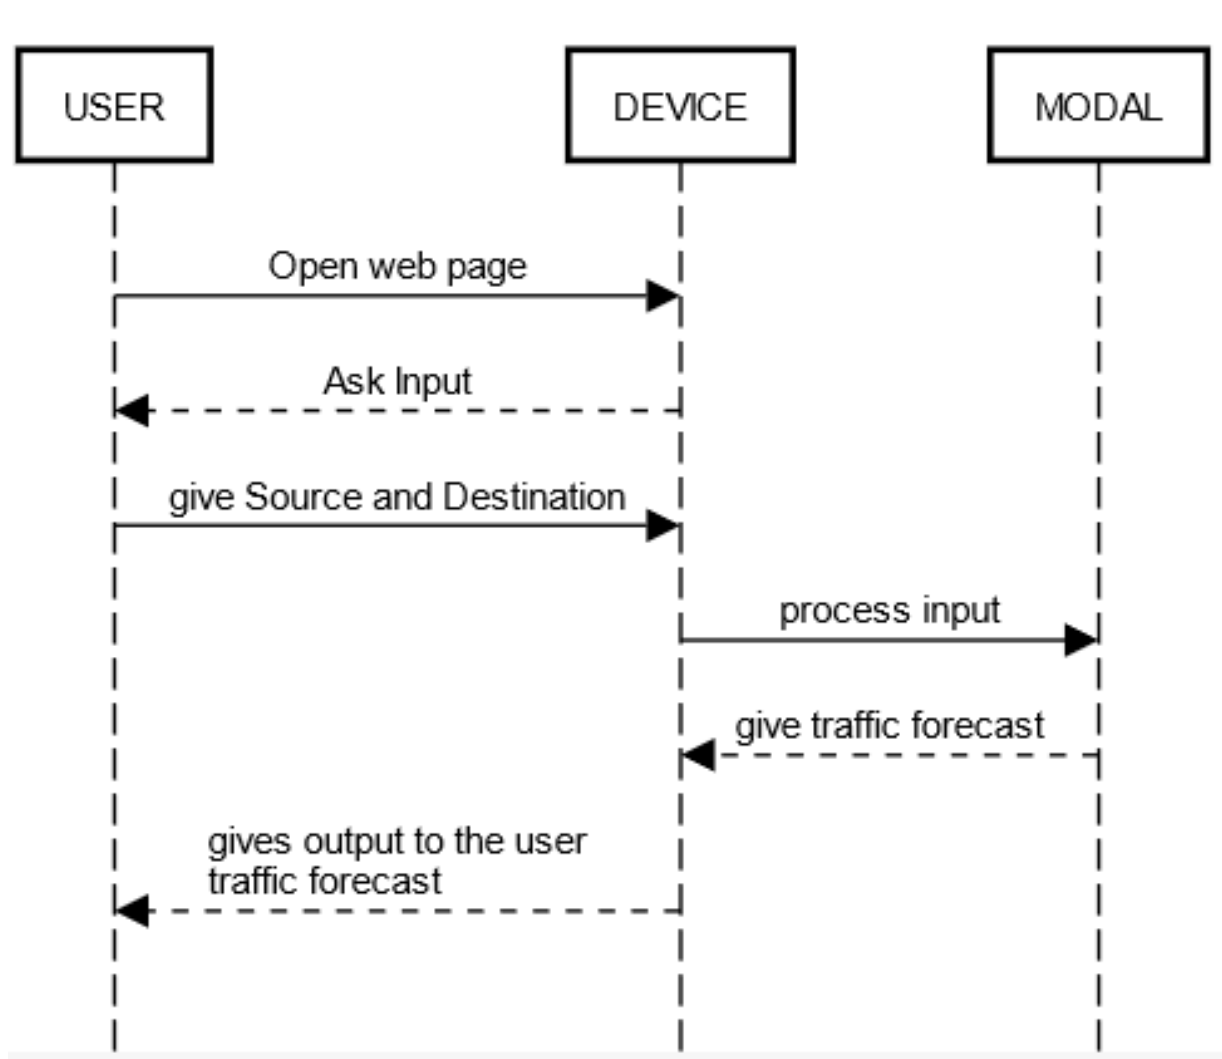 USER
DEVICE
MODAL
Open web page
Ask Input
give Source and Destination
process input
give traffic forecast
gives output to the user
traffic forecast